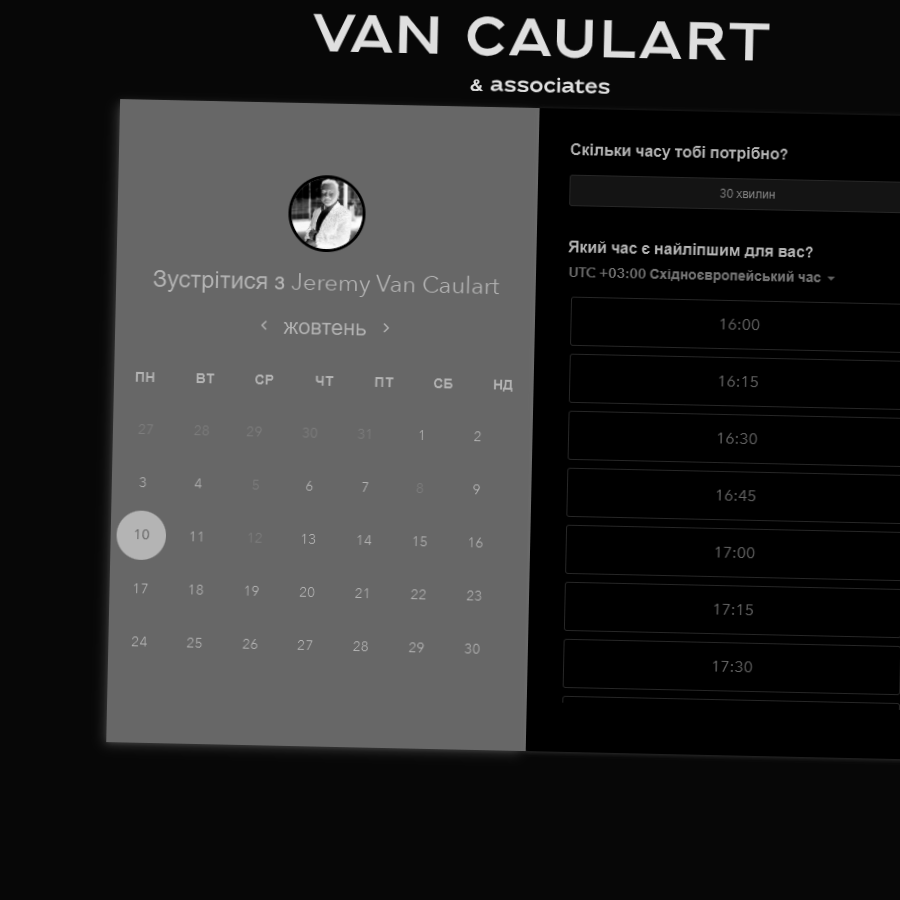 VAN CAULART
& associates
Зустрітися з Jeremy Van Caulart
жовтень
ПН ВТ СР ЧТ ПТ СБ НД
27 28 29 30 31 1 2
3 4 5 6 7 8 9
10 11 12 13 14 15 16
17 18 19 20 21 22 23
24 25 26 27 28 29 30
Скільки часу тобі потрібно?
30 хвилин
Який час є найліпшим для вас?
UTC +03:00 Східноєвропейський час
16:00
16:15
16:30
16:45
17:00
17:15
17:30